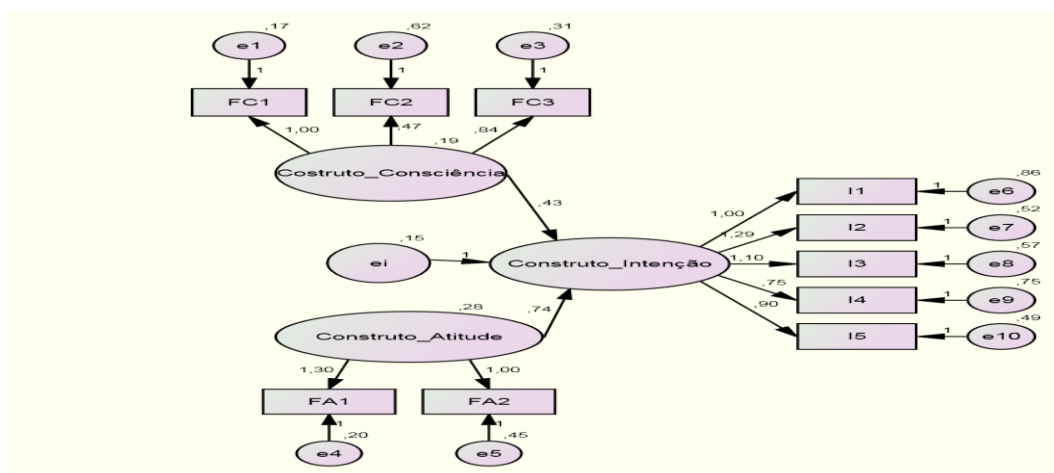 ,17 ,62 ,31
e1 e2 e3
1 1 1
FC1 FC2 FC3
1,00 ,47 ,84
,19
Costruto_Consciência
,43
,86
I1 1 e6
1,00 ,52
I2 1 e7
1,29 ,57
,15
ei 1 Construto_Intenção 1,10 I3 1 e8
,75 ,75
I4 1 e9
,90 ,49
I5 1 e10
,28 ,74
Construto_Atitude
1,30 1,00
FA1 FA2
1 1
,20 ,45
e4 e5